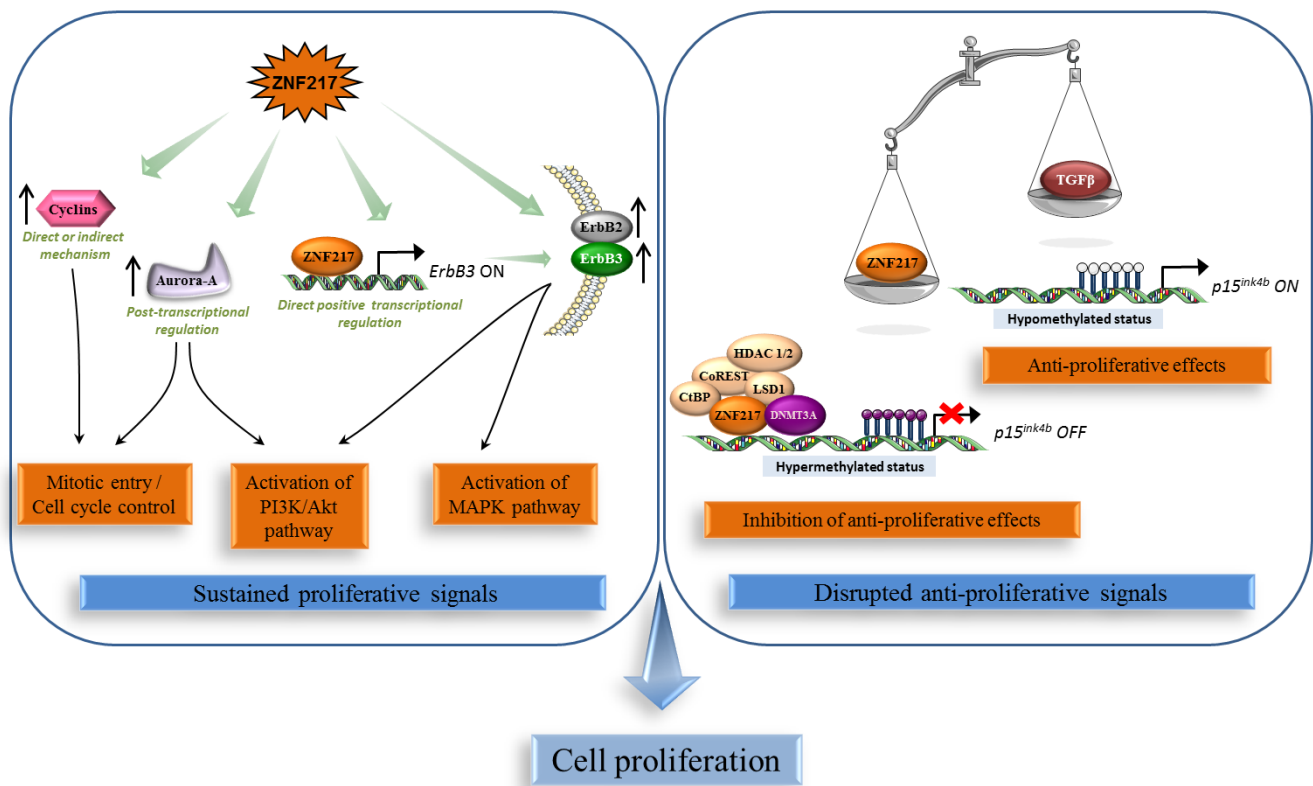 ZNF217
Cyclins
Direct or indirect
mechanism
Aurora-A
Post-transcriptional
regulation
ZNF217
ErbB3 ON
Direct positive transcriptional
regulation
ErbB2
ErbB3
Mitotic entry /
Cell cycle control
Activation of
PI3K/Akt
pathway
Activation of
MAPK pathway
Sustained proliferative signals
TGFβ
ZNF217
p15ink4b ON
Hypomethylated status
Anti-proliferative effects
HDAC 1/2
CoREST
LSD1
CtBP
ZNF217
DNMT3A
p15ink4b OFF
Hypermethylated status
Inhibition of anti-proliferative effects
Disrupted anti-proliferative signals
Cell proliferation